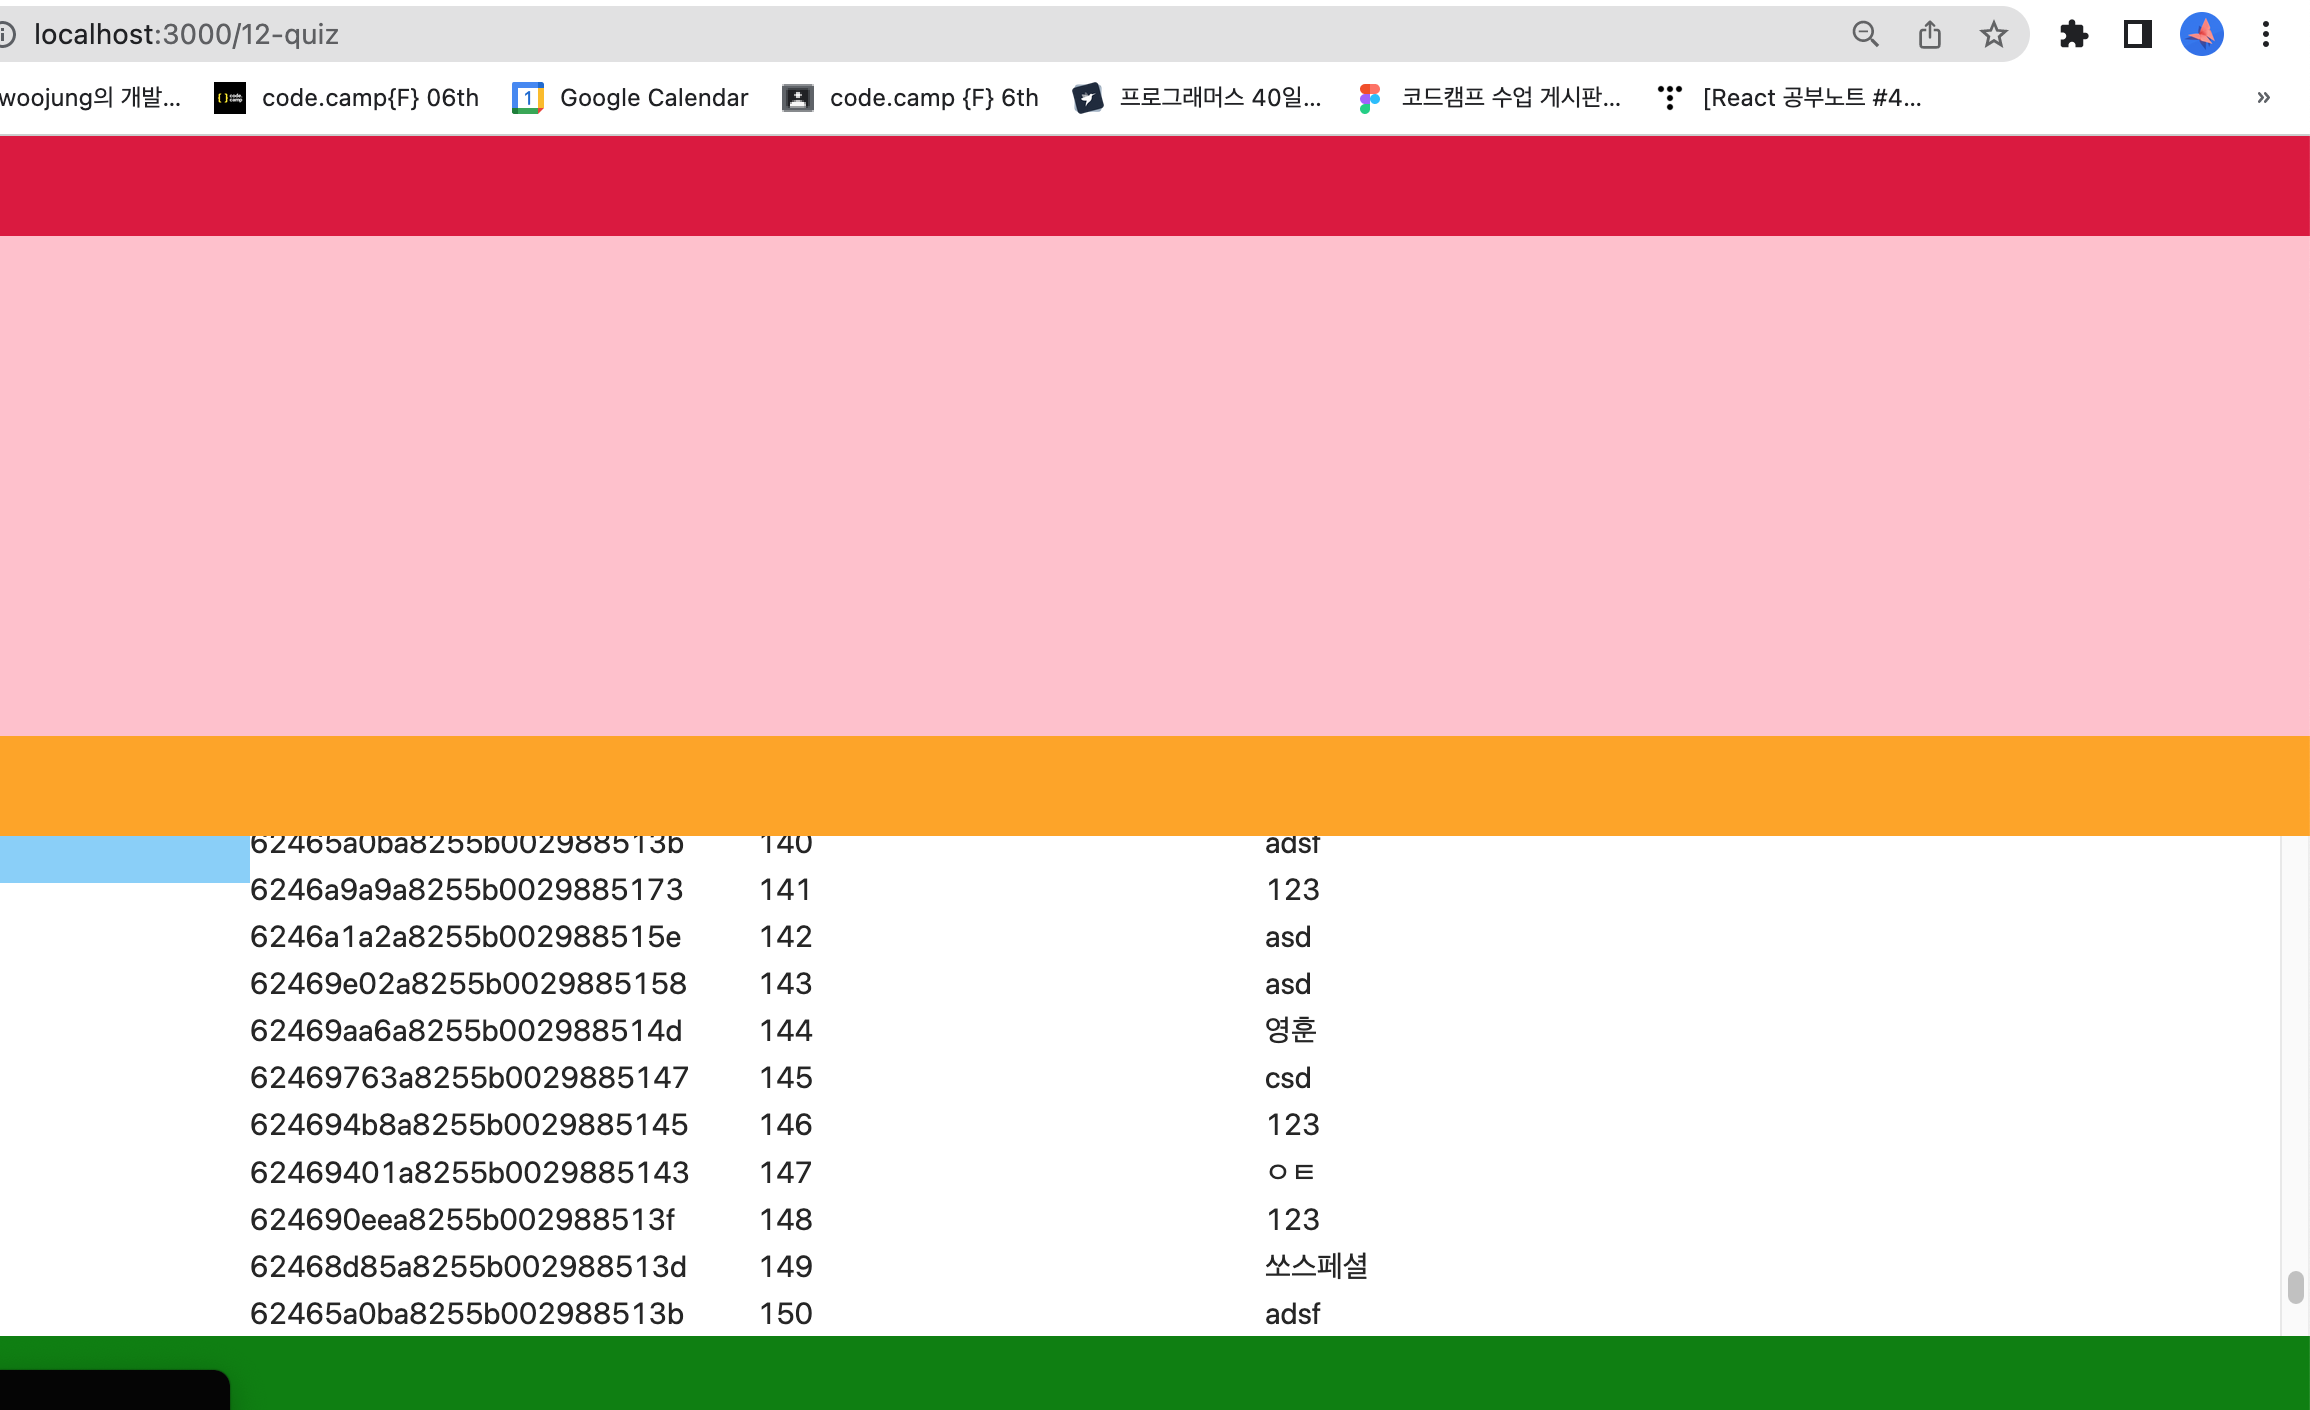 localhost:3000/12-quiz
woojung의 개발... code.camp{F} 06th 1 Google Calendar code.camp {F} 6th 프로그래머스 40일... 코드캠프 수업 게시판... [React 공부노트 #4... »
62465a0ba8255b002988513b 140 adsf
6246a9a9a8255b0029885173 141 123
6246a1a2a8255b002988515e 142 asd
62469e02a8255b0029885158 143 asd
62469aa6a8255b002988514d 144 영훈
62469763a8255b0029885147 145 csd
624694b8a8255b0029885145 146 123
62469401a8255b0029885143 147 ㅇㅌ
624690eea8255b002988513f 148 123
62468d85a8255b002988513d 149 쏘스페셜
62465a0ba8255b002988513b 150 adsf